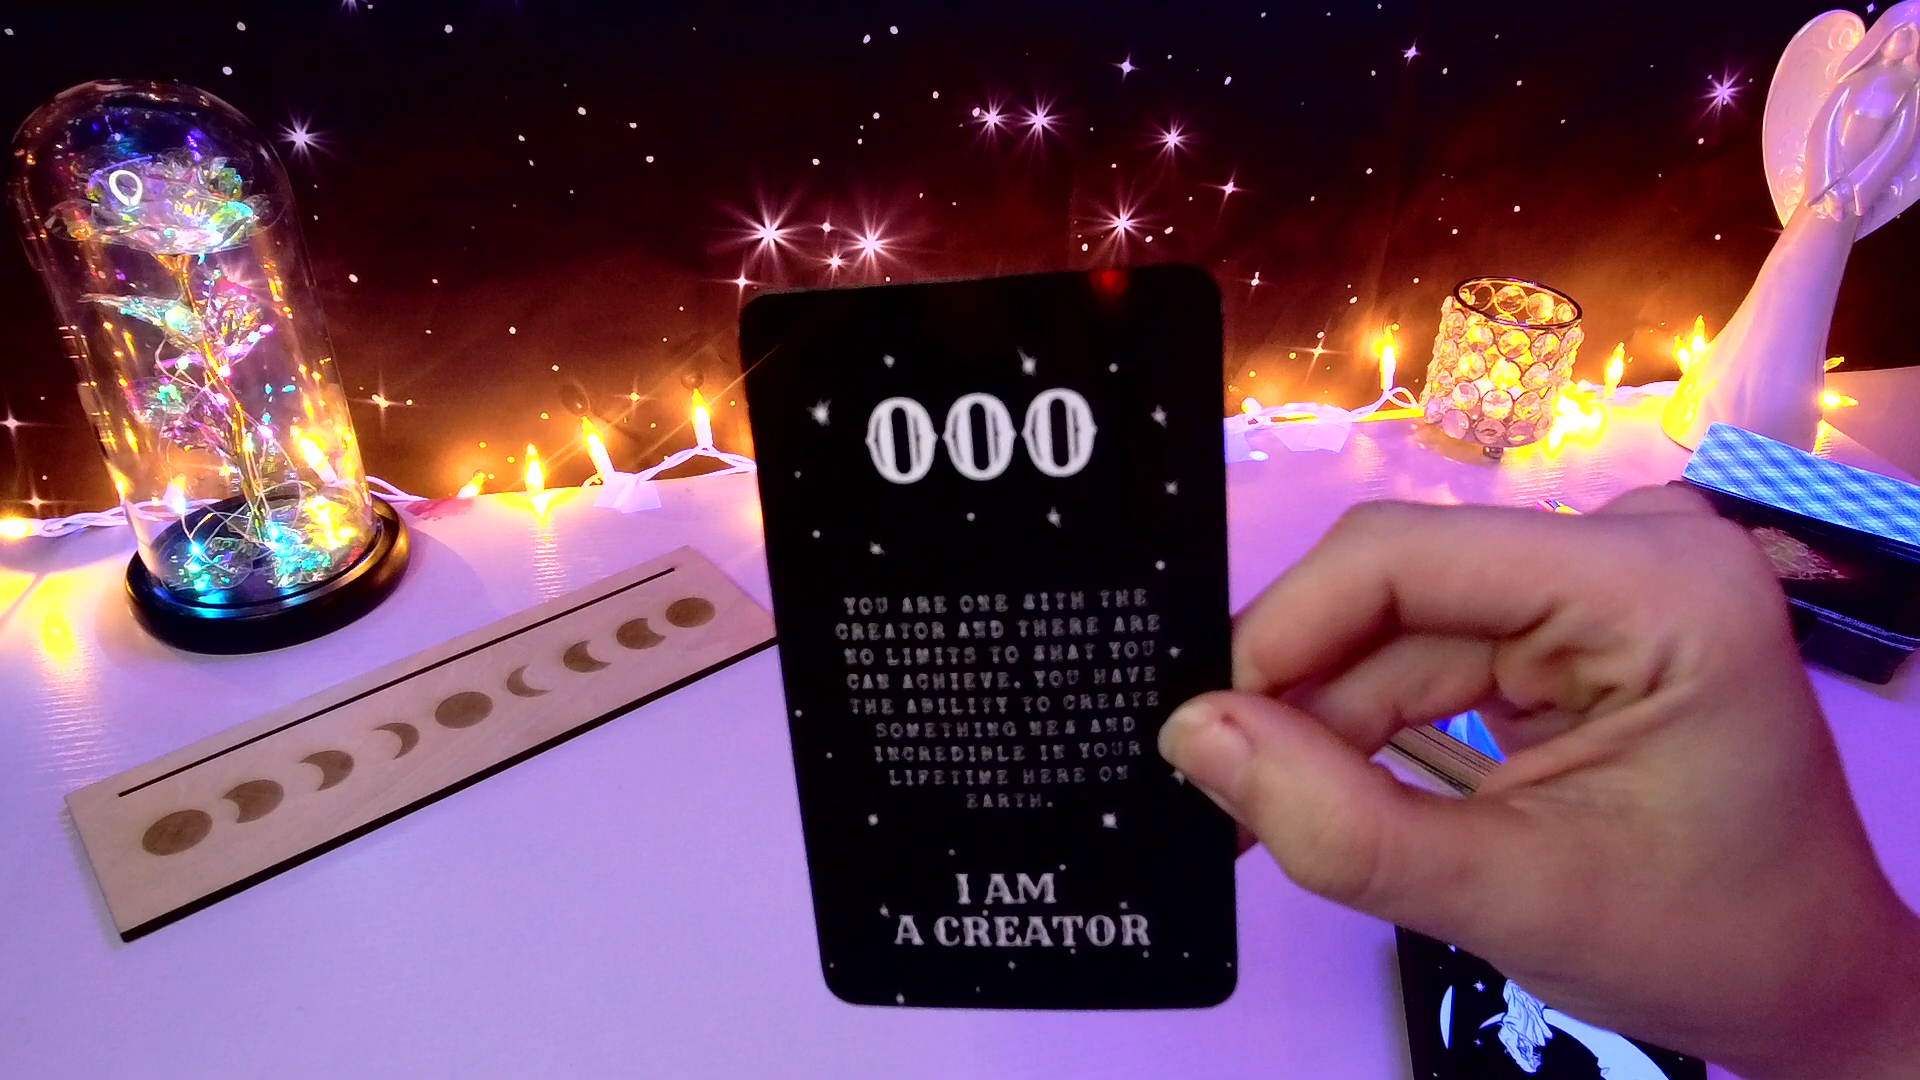 000
YOU ARE ONE WITH THE
CREATOR AND THERE ARE
NO LIMITS TO WHAT YOU
CAN ACHIEVE. YOU HAVE
THE ABILITY TO CREATE
SOMETHING NEW AND
INCREDIBLE IN YOUR
LIFETIME HERE ON
EARTH.
I AM
A CREATOR